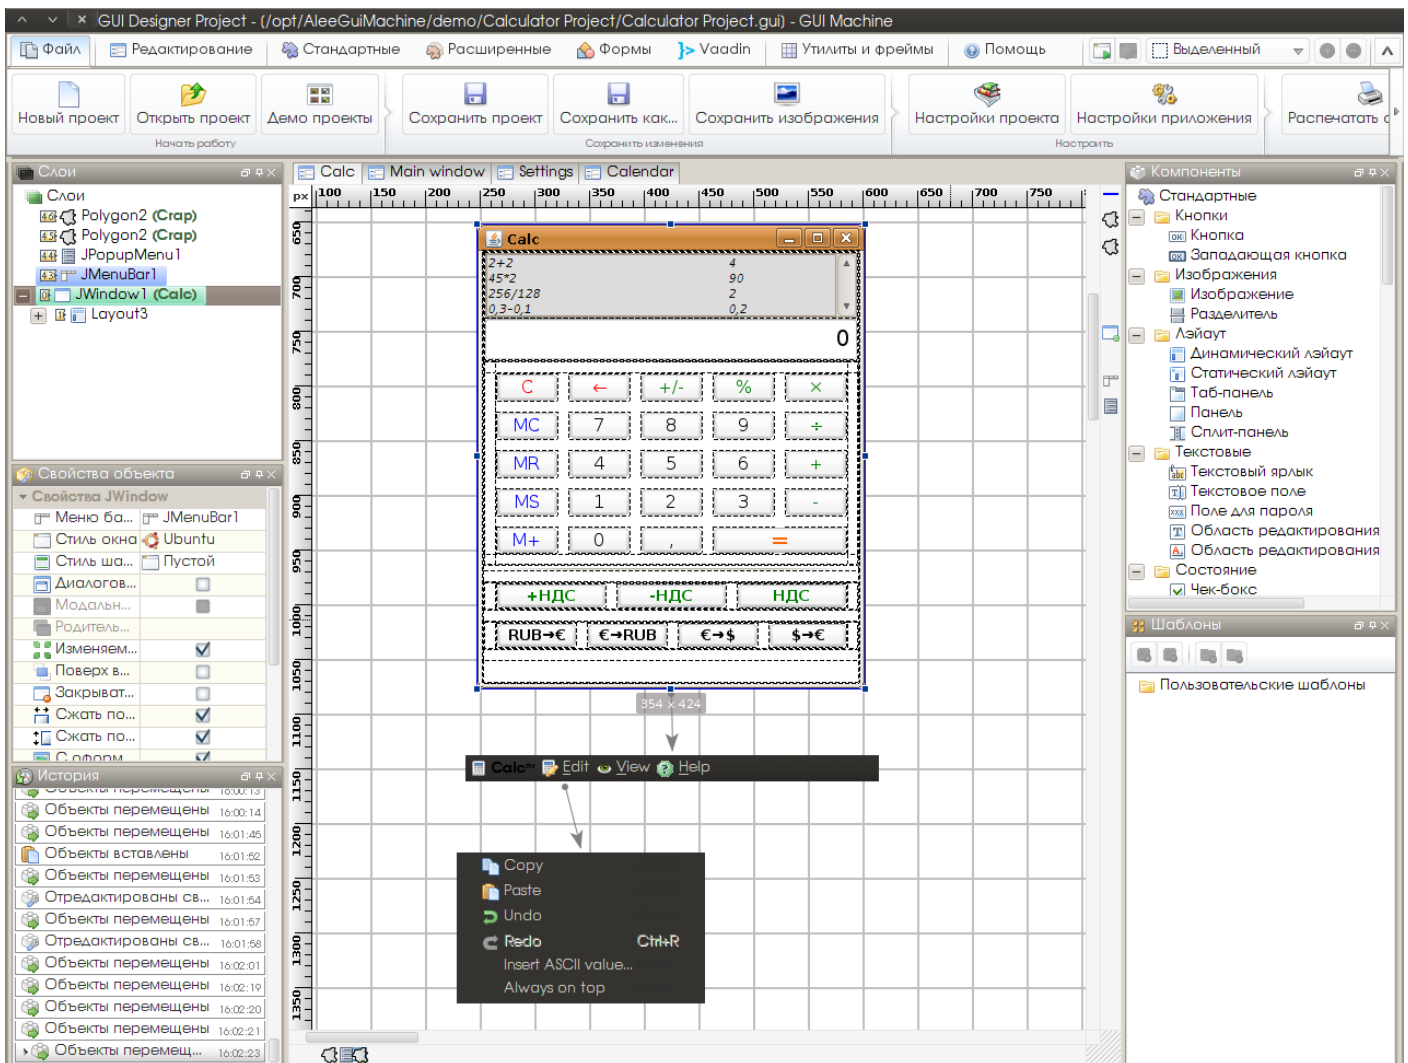 GUI Designer Project - (/opt/AleeGuiMachine/demo/Calculator Project/Calculator Project.gui) - GUI Machine
Файл Редактирование Стандартные Расширенные Формы Vaadin Утилиты и фреймы Помощь Выделенный
Новый проект Открыть проект Демо проекты Сохранить проект Сохранить как... Сохранить изображения Настройки проекта Настройки приложения Распечатать
Начать работу Сохранить изменения Настроить
Слои
Слои
Polygon2 (Crap)
Polygon2 (Crap)
JPopupMenu1
JMenuBar1
JWindow1 (Calc)
Layout3
Свойства объекта
Свойства JWindow
Меню ба... JMenuBar1
Стиль окна Ubuntu
Стиль ша... Пустой
Диалогов...
Модальн...
Родитель...
Изменяем...
Поверх в...
Закрыват...
Сжать по...
Сжать по...
С оформ
История
Объекты перемещены 16:00:13
Объекты перемещены 16:00:14
Объекты перемещены 16:01:45
Объекты вставлены 16:01:52
Объекты перемещены 16:01:53
Отредактированы св... 16:01:54
Объекты перемещены 16:01:57
Отредактированы св... 16:01:58
Объекты перемещены 16:02:01
Объекты перемещены 16:02:19
Объекты перемещены 16:02:20
Объекты перемещены 16:02:21
Объекты перемещ... 16:02:23
Calc Main window Settings Calendar
px 100 150 200 250 300 350 400 450 500 550 600 650 700 750
650
700
750
800
850
900
950
1000
1050
1100
1150
1200
1250
1300
1350
Calc
2+2 4
45*2 90
256/128 2
0,3-0,1 0,2
0
C ← +/- % ×
MC 7 8 9 ÷
MR 4 5 6 +
MS 1 2 3 -
M+ 0 , =
+НДС -НДС НДС
RUB→€ €→RUB €→$ $→€
354 x 424
Calc™ Edit View Help
Copy
Paste
Undo
Redo Ctrl+R
Insert ASCII value...
Always on top
Компоненты
Стандартные
Кнопки
Кнопка
Западающая кнопка
Изображения
Изображение
Разделитель
Лэйаут
Динамический лэйаут
Статический лэйаут
Таб-панель
Панель
Сплит-панель
Текстовые
Текстовый ярлык
Текстовое поле
Поле для пароля
Область редактирования
Область редактирования
Состояние
Чек-бокс
Шаблоны
Пользовательские шаблоны